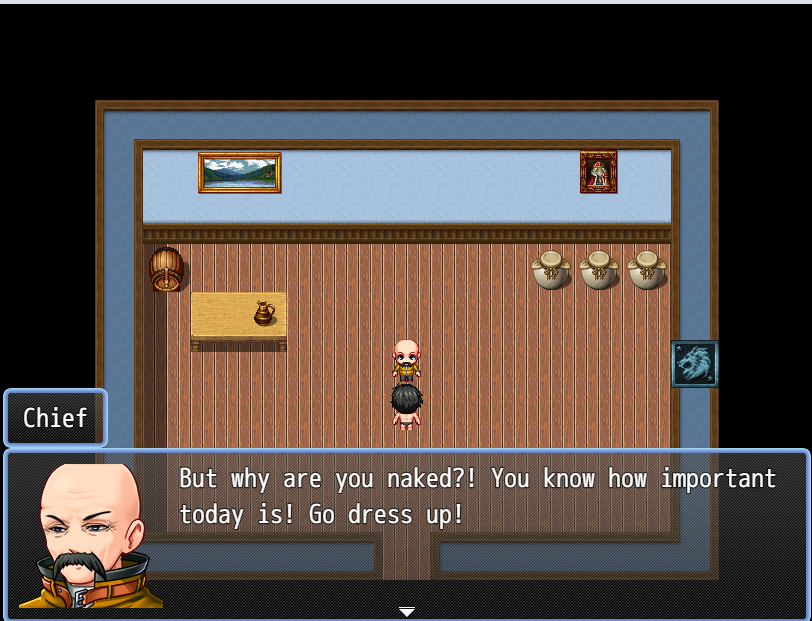 Chief
But why are you naked?! You know how important
today is! Go dress up!